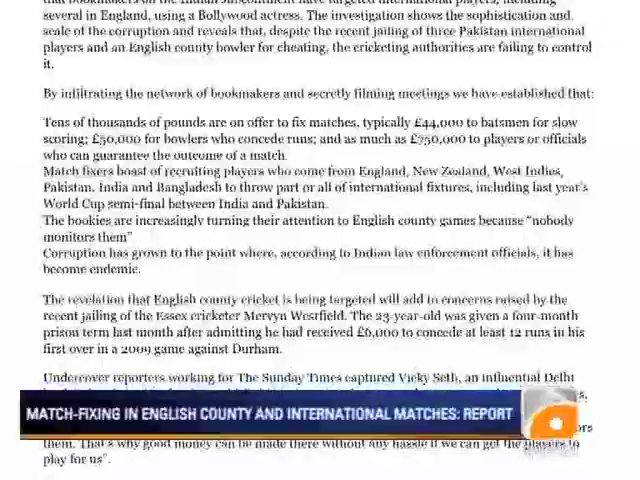 that bookmakers on the Indian subcontinent have targeted international players, including
several in England, using a Bollywood actress. The investigation shows the sophistication and
scale of the corruption and reveals that, despite the recent jailing of three Pakistan international
players and an English county bowler for cheating, the cricketing authorities are failing to control
it.
By infiltrating the network of bookmakers and secretly filming meetings we have established that:
Tens of thousands of pounds are on offer to fix matches, typically £44,000 to batsmen for slow
scoring; £50,000 for bowlers who concede runs; and as much as £750,000 to players or officials
who can guarantee the outcome of a match.
Match fixers boast of recruiting players who come from England, New Zealand, West Indies,
Pakistan, India and Bangladesh to throw part or all of international fixtures, including last year's
World Cup semi-final between India and Pakistan.
The bookies are increasingly turning their attention to English county games because “nobody
monitors them”
Corruption has grown to the point where, according to Indian law enforcement officials, it has
become endemic.
The revelation that English county cricket is being targeted will add to concerns raised by the
recent jailing of the Essex cricketer Mervyn Westfield. The 23-year-old was given a four-month
prison term last month after admitting he had received £6,000 to concede at least 12 runs in his
first over in a 2009 game against Durham.
Undercover reporters working for The Sunday Times captured Vicky Seth, an influential Delhi
MATCH-FIXING IN ENGLISH COUNTY AND INTERNATIONAL MATCHES: REPORT
them. That's why good money can be made there without any hassle if we can get the players to
play for us”.